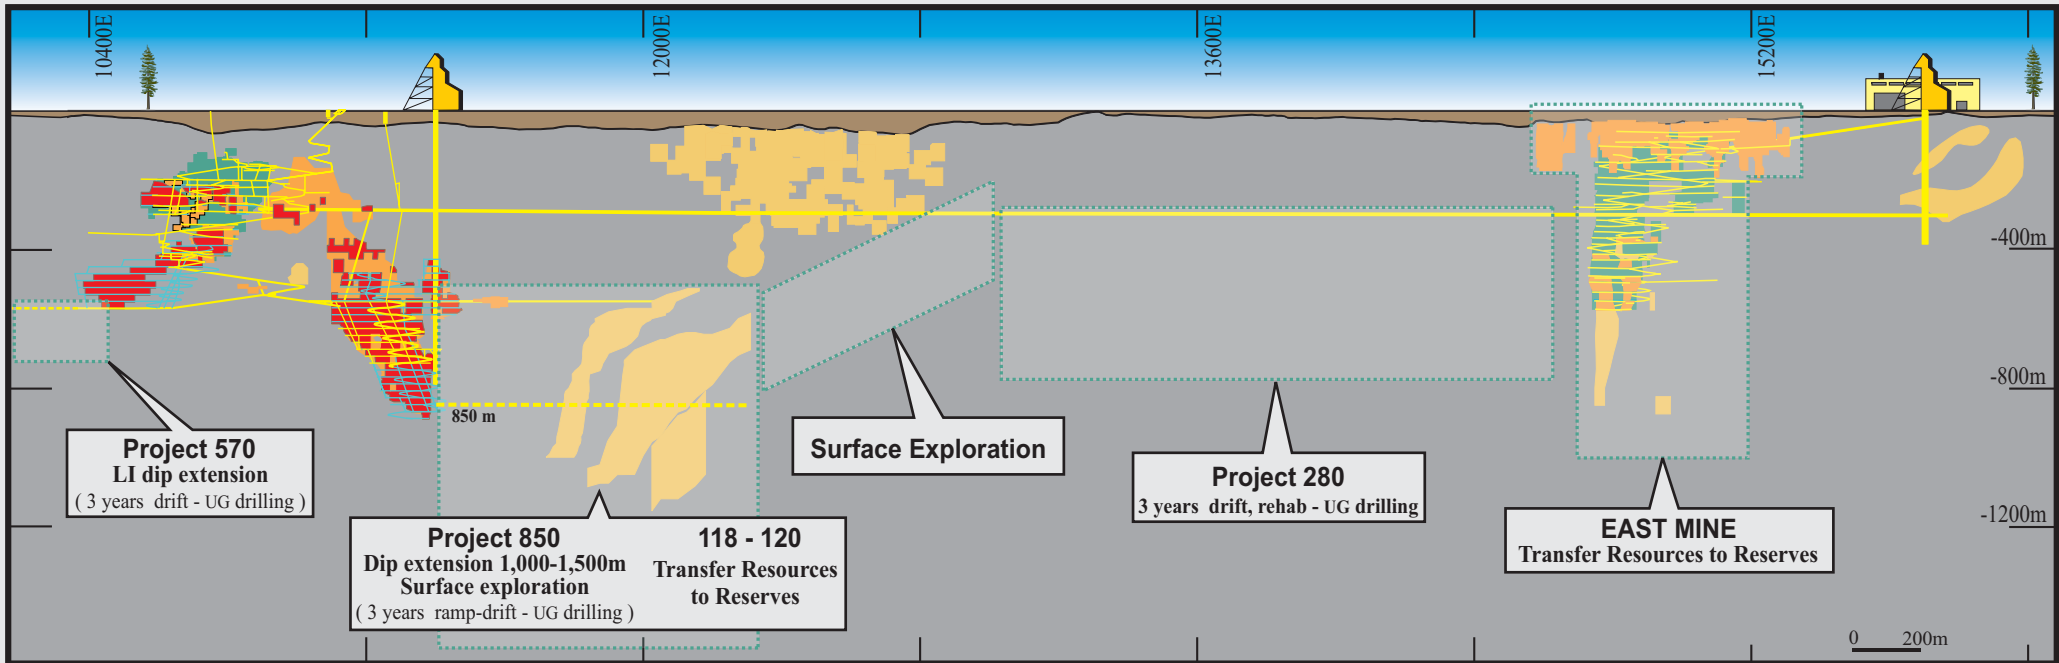 10400E
12000E
13600E
15200E
-400m
-800m
-1200m
850 m
Project 570
LI dip extension
( 3 years drift - UG drilling )
Project 850
Dip extension 1,000-1,500m
Surface exploration
( 3 years ramp-drift - UG drilling )
118 - 120
Transfer Resources
to Reserves
Surface Exploration
Project 280
3 years drift, rehab - UG drilling
EAST MINE
Transfer Resources to Reserves
0 200m